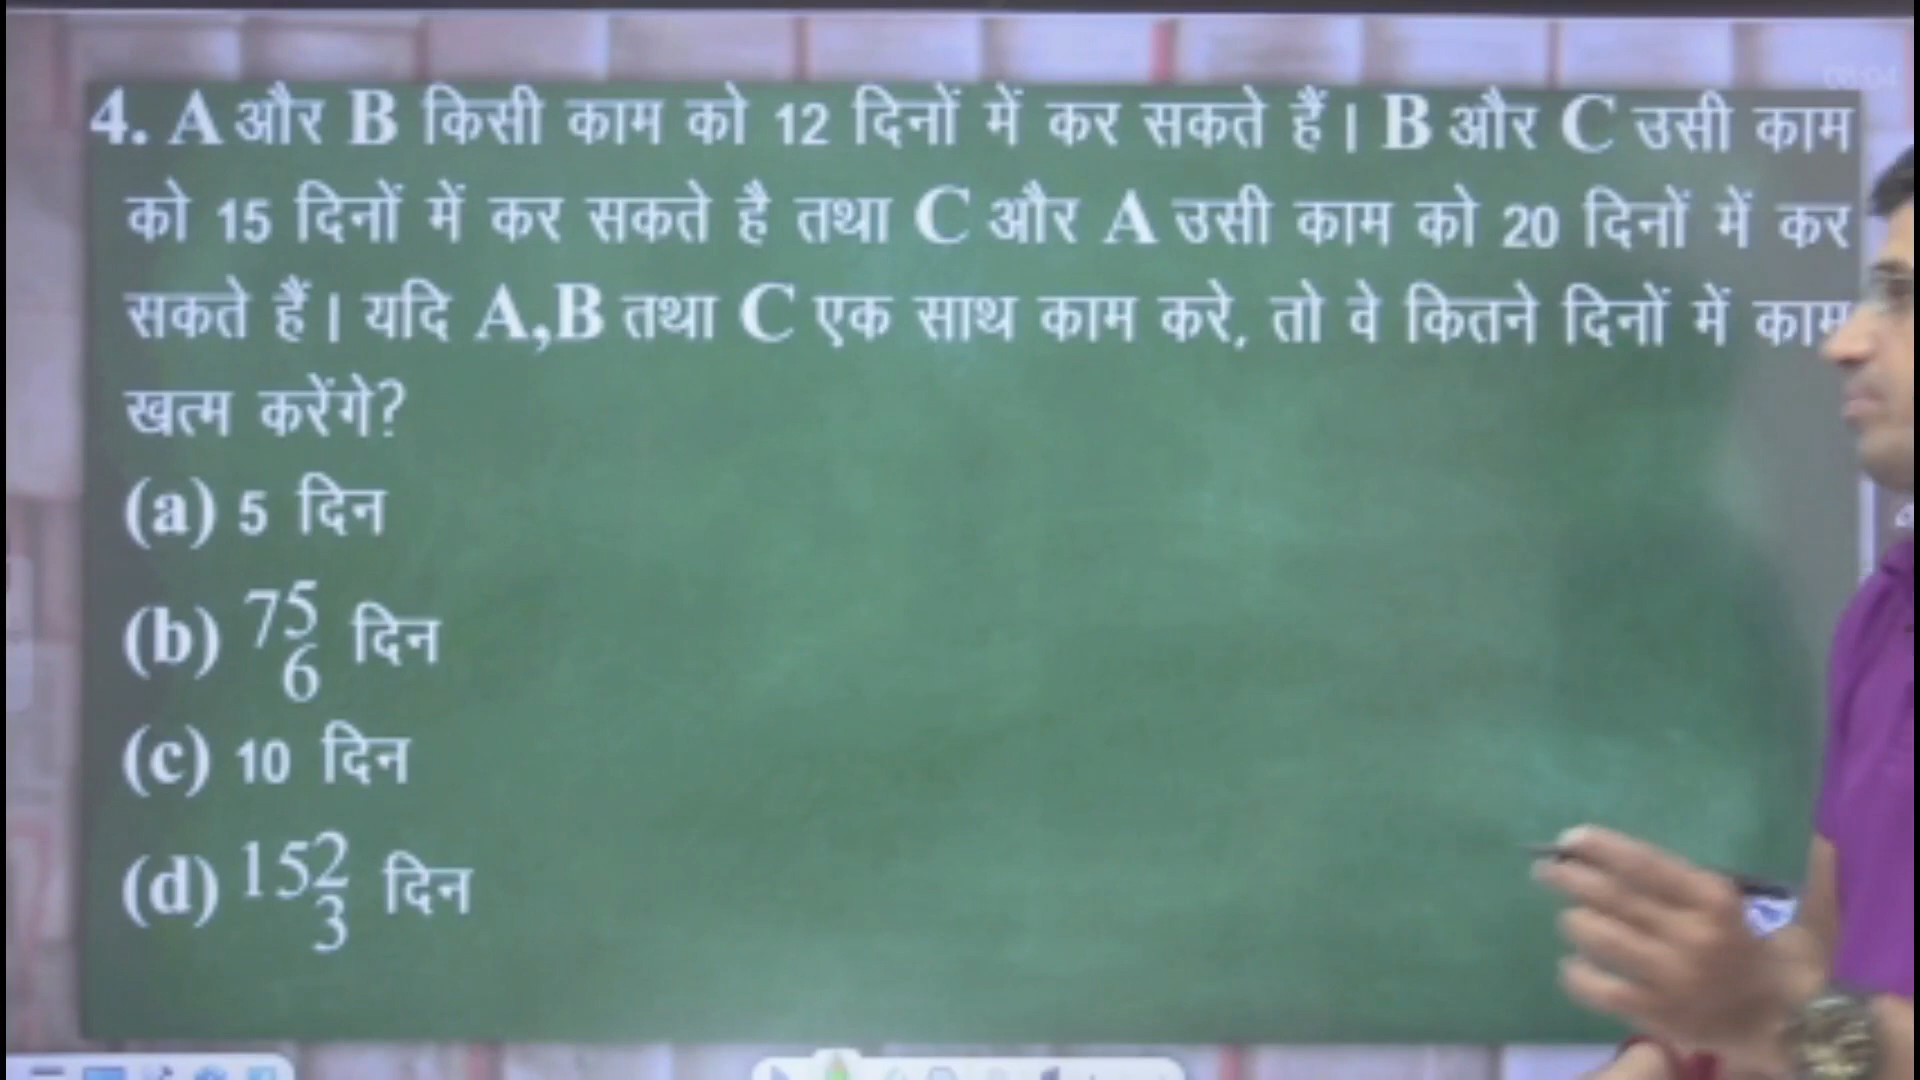 4. A और B किसी काम को 12 दिनों में कर सकते हैं। B और C उसी काम
को 15 दिनों में कर सकते है तथा C और A उसी काम को 20 दिनों में कर
सकते हैं। यदि A,B तथा C एक साथ काम करे, तो वे कितने दिनों में काम
खत्म करेंगे?
(a) 5 दिन
(b) 7 5/6 दिन
(c) 10 दिन
(d) 15 2/3 दिन